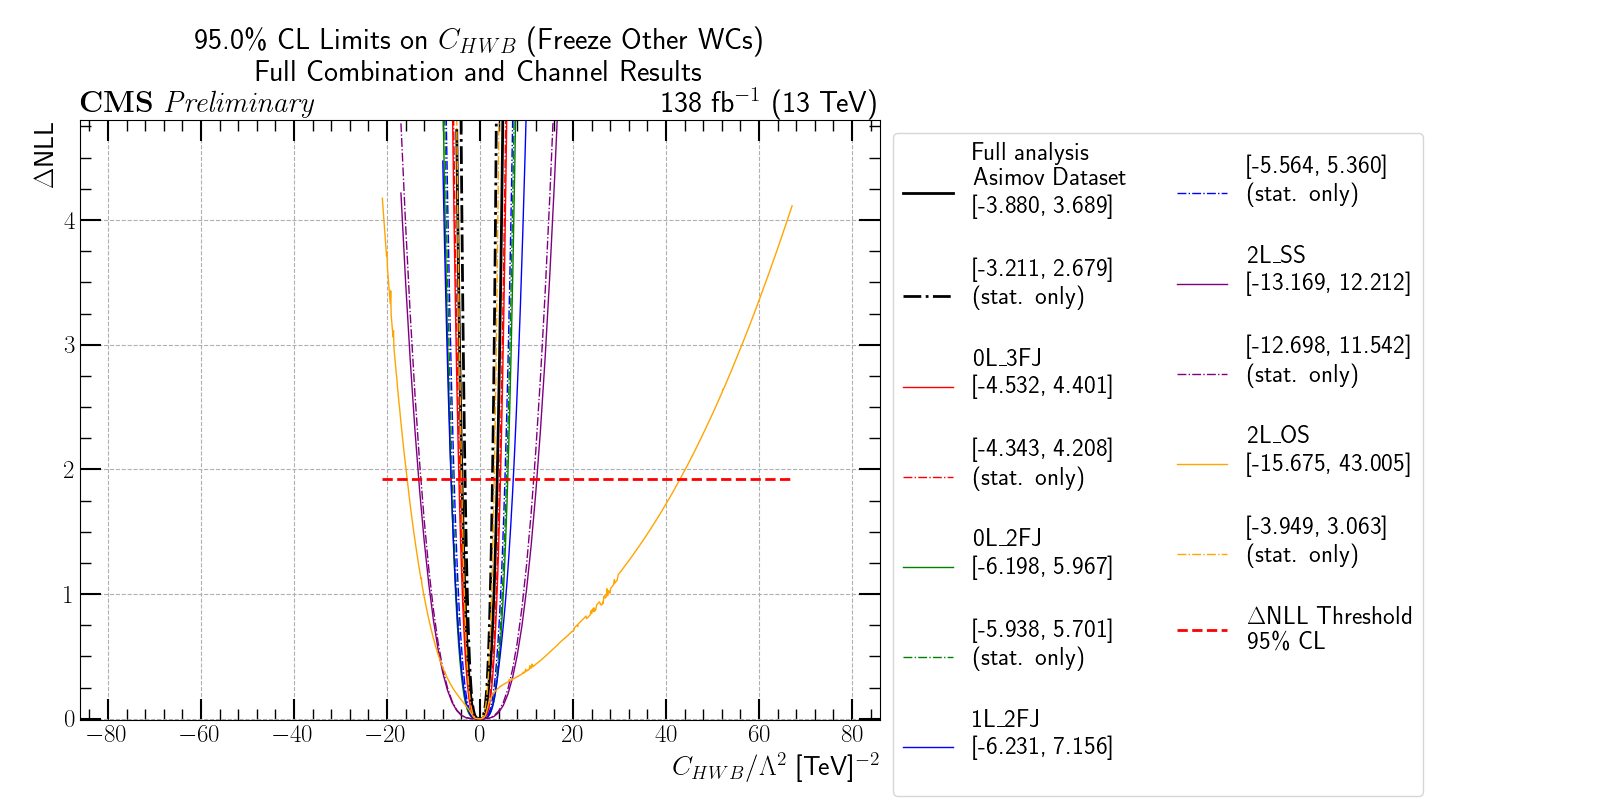 95.0% CL Limits on C_{HWB} (Freeze Other WCs)
Full Combination and Channel Results
CMS Preliminary
138 fb^{-1} (13 TeV)
ΔNLL
4
3
2
1
0
−80 −60 −40 −20 0 20 40 60 80
C_{HWB}/Λ^2 [TeV]^{-2}
Full analysis
Asimov Dataset
[-3.880, 3.689]
[-3.211, 2.679]
(stat. only)
0L_3FJ
[-4.532, 4.401]
[-4.343, 4.208]
(stat. only)
0L_2FJ
[-6.198, 5.967]
[-5.938, 5.701]
(stat. only)
1L_2FJ
[-6.231, 7.156]
[-5.564, 5.360]
(stat. only)
2L_SS
[-13.169, 12.212]
[-12.698, 11.542]
(stat. only)
2L_OS
[-15.675, 43.005]
[-3.949, 3.063]
(stat. only)
ΔNLL Threshold
95% CL